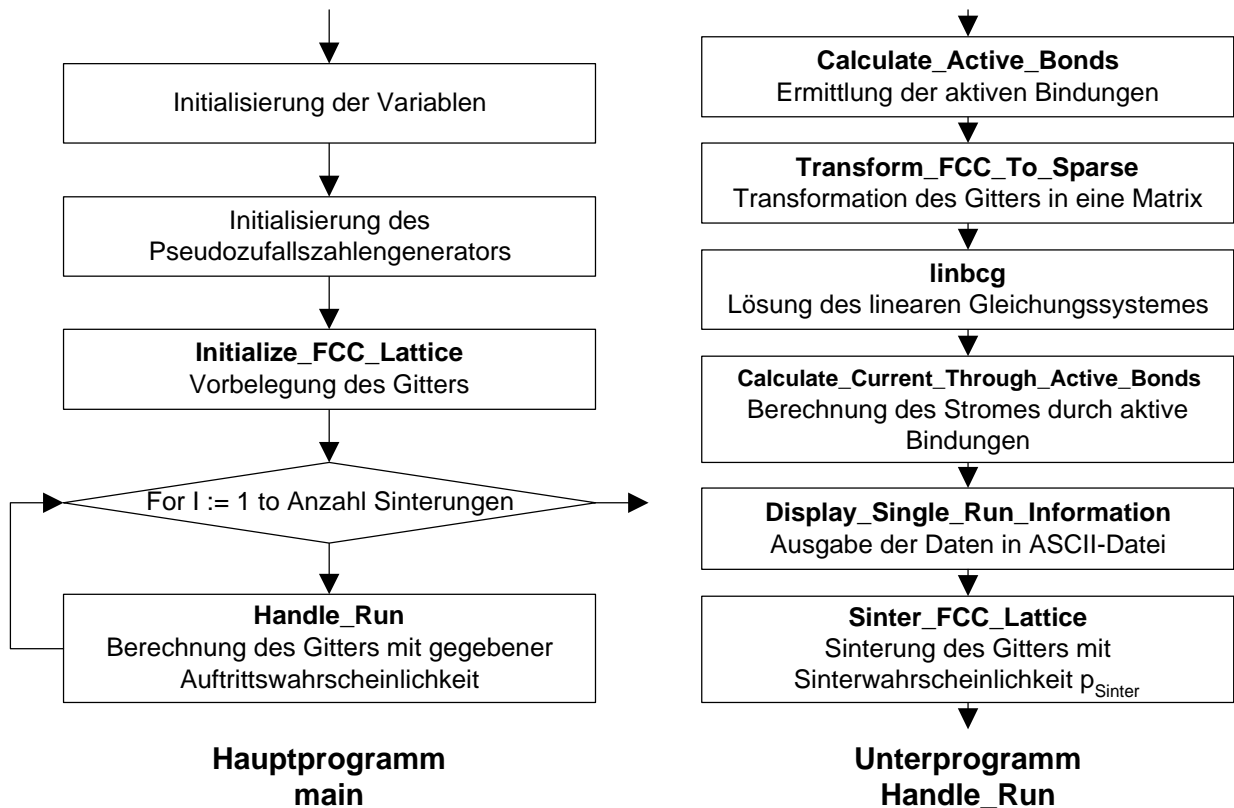 Initialisierung der Variablen
Initialisierung des
Pseudozufallszahlengenerators
Initialize_FCC_Lattice
Vorbelegung des Gitters
For I := 1 to Anzahl Sinterungen
Handle_Run
Berechnung des Gitters mit gegebener
Auftrittswahrscheinlichkeit
Hauptprogramm
main
Calculate_Active_Bonds
Ermittlung der aktiven Bindungen
Transform_FCC_To_Sparse
Transformation des Gitters in eine Matrix
linbcg
Lösung des linearen Gleichungssystemes
Calculate_Current_Through_Active_Bonds
Berechnung des Stromes durch aktive
Bindungen
Display_Single_Run_Information
Ausgabe der Daten in ASCII-Datei
Sinter_FCC_Lattice
Sinterung des Gitters mit
Sinterwahrscheinlichkeit pSinter
Unterprogramm
Handle_Run